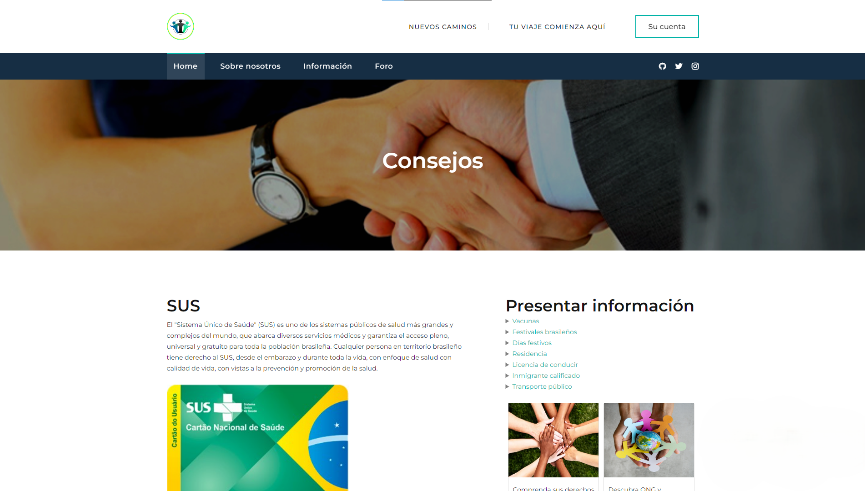 NUEVOS CAMINOS
TU VIAJE COMIENZA AQUÍ
Su cuenta
Home
Sobre nosotros
Información
Foro
Consejos
SUS
El "Sistema Único de Saúde" (SUS) es uno de los sistemas públicos de salud más grandes y
complejos del mundo, que abarca diversos servicios médicos y garantiza el acceso pleno,
universal y gratuito para toda la población brasileña. Cualquier persona en territorio brasileño
tiene derecho al SUS, desde el embarazo y durante toda la vida, con enfoque de salud con
calidad de vida, con vistas a la prevención y promoción de la salud.
Cartão do Usuário
SUS
Sistema
Único
de Saúde
Cartão Nacional de Saúde
Presentar información
Vacunas
Festivales brasileños
Días festivos
Residencia
Licencia de conducir
Inmigrante calificado
Transporte público
Comprenda sus derechos
Descubra ONG y